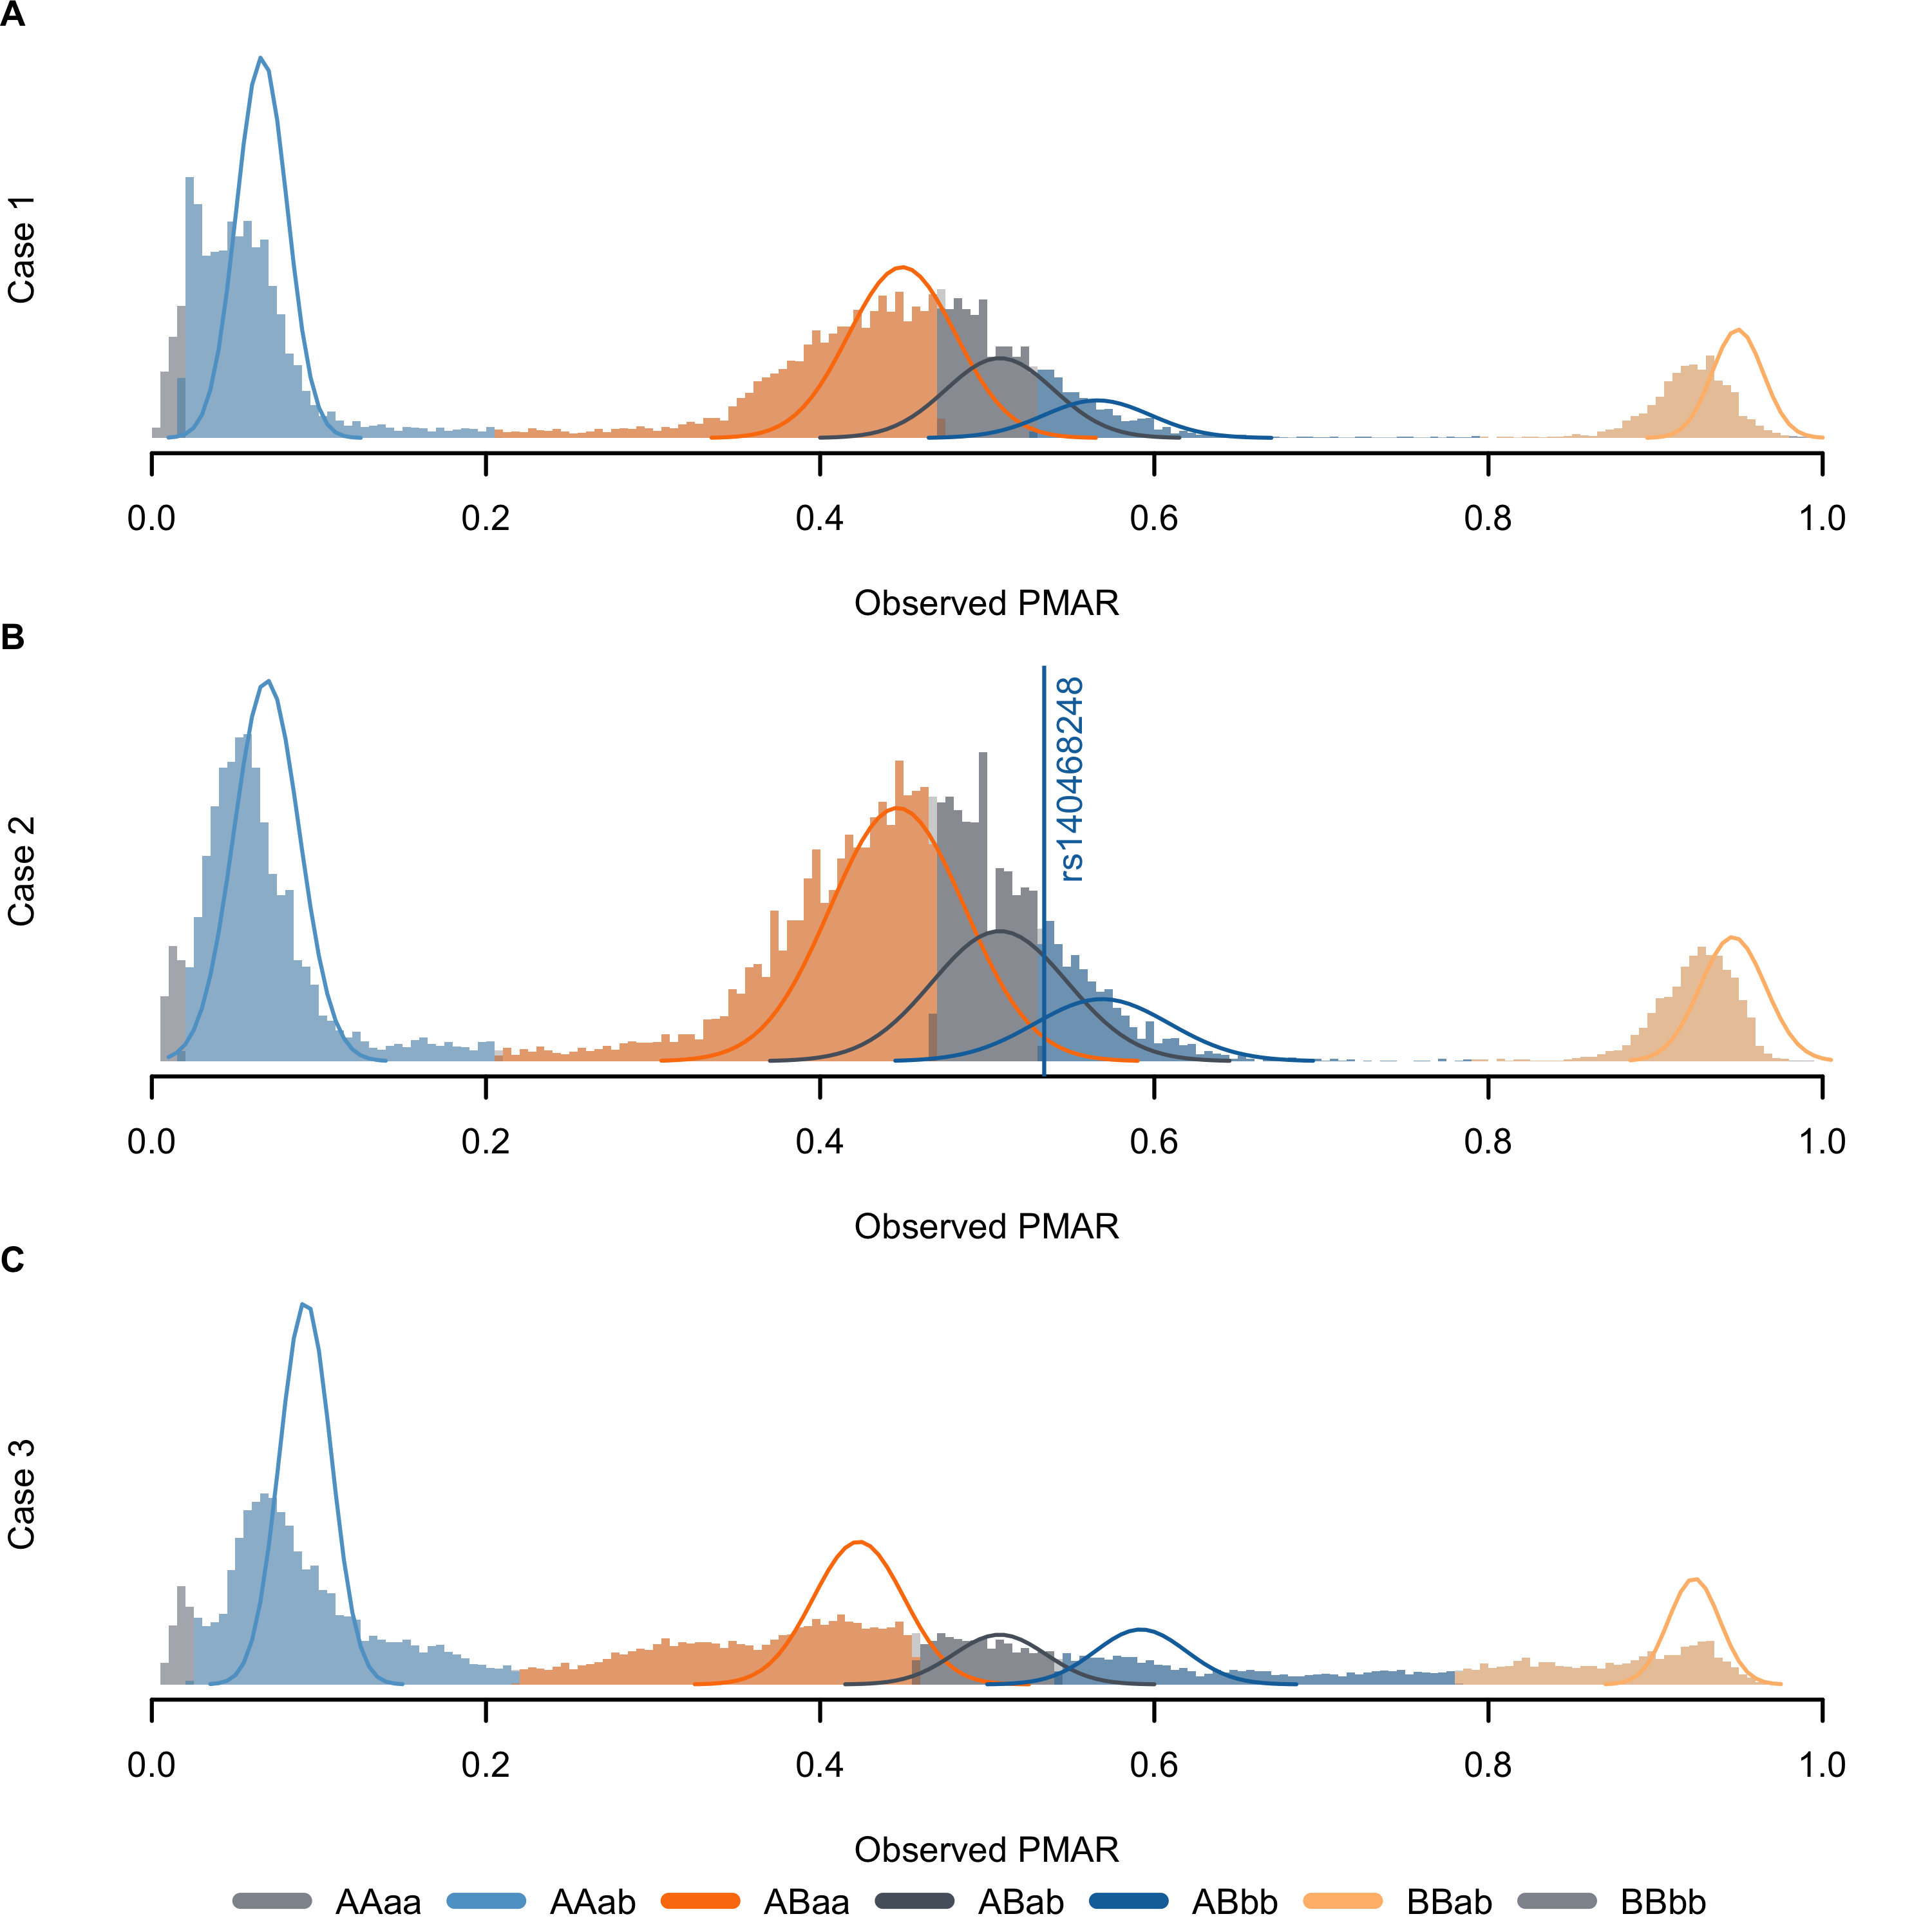 A
Case 1
0.0 0.2 0.4 0.6 0.8 1.0
Observed PMAR
B
rs140468248
Case 2
0.0 0.2 0.4 0.6 0.8 1.0
Observed PMAR
C
Case 3
0.0 0.2 0.4 0.6 0.8 1.0
Observed PMAR
AAaa AAab ABaa ABab ABbb BBab BBbb